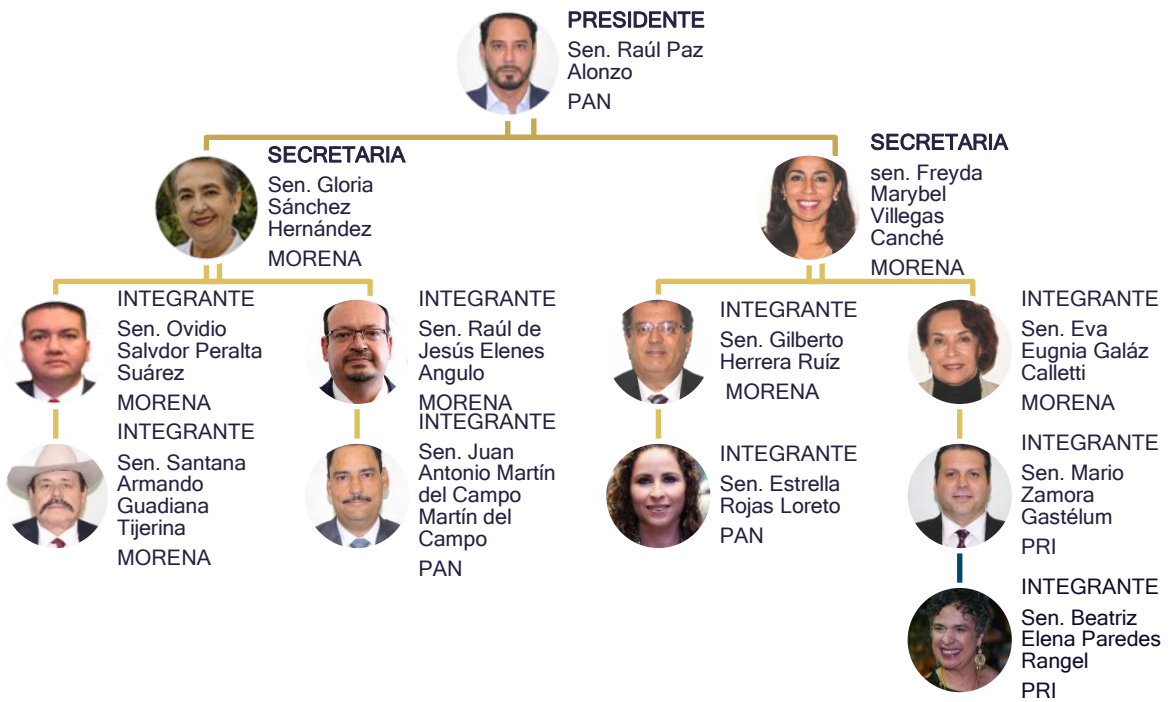 PRESIDENTE
Sen. Raúl Paz
Alonzo
PAN
SECRETARIA
Sen. Gloria
Sánchez
Hernández
MORENA
SECRETARIA
sen. Freyda
Marybel
Villegas
Canché
MORENA
INTEGRANTE
Sen. Ovidio
Salvdor Peralta
Suárez
MORENA
INTEGRANTE
Sen. Raúl de
Jesús Elenes
Angulo
MORENA
INTEGRANTE
Sen. Gilberto
Herrera Ruíz
MORENA
INTEGRANTE
Sen. Eva
Eugnia Galáz
Calletti
MORENA
INTEGRANTE
Sen. Santana
Armando
Guadiana
Tijerina
MORENA
INTEGRANTE
Sen. Juan
Antonio Martín
del Campo
Martín del
Campo
PAN
INTEGRANTE
Sen. Estrella
Rojas Loreto
PAN
INTEGRANTE
Sen. Mario
Zamora
Gastélum
PRI
INTEGRANTE
Sen. Beatriz
Elena Paredes
Rangel
PRI